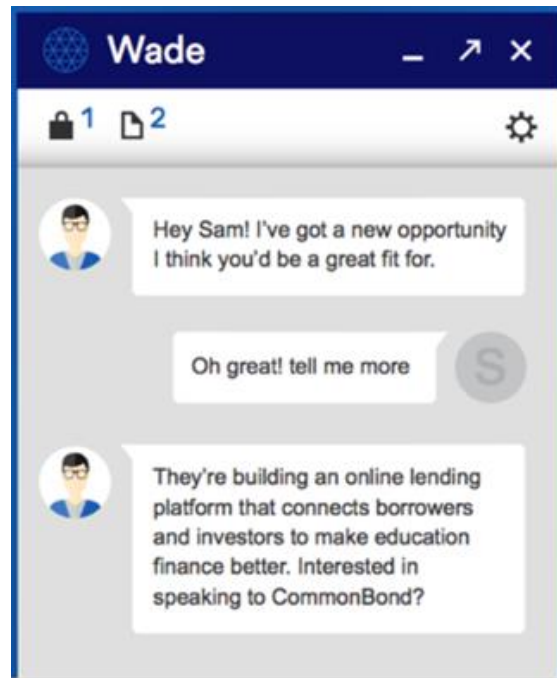 Wade
1 2
Hey Sam! I've got a new opportunity
I think you'd be a great fit for.
Oh great! tell me more
S
They're building an online lending
platform that connects borrowers
and investors to make education
finance better. Interested in
speaking to CommonBond?